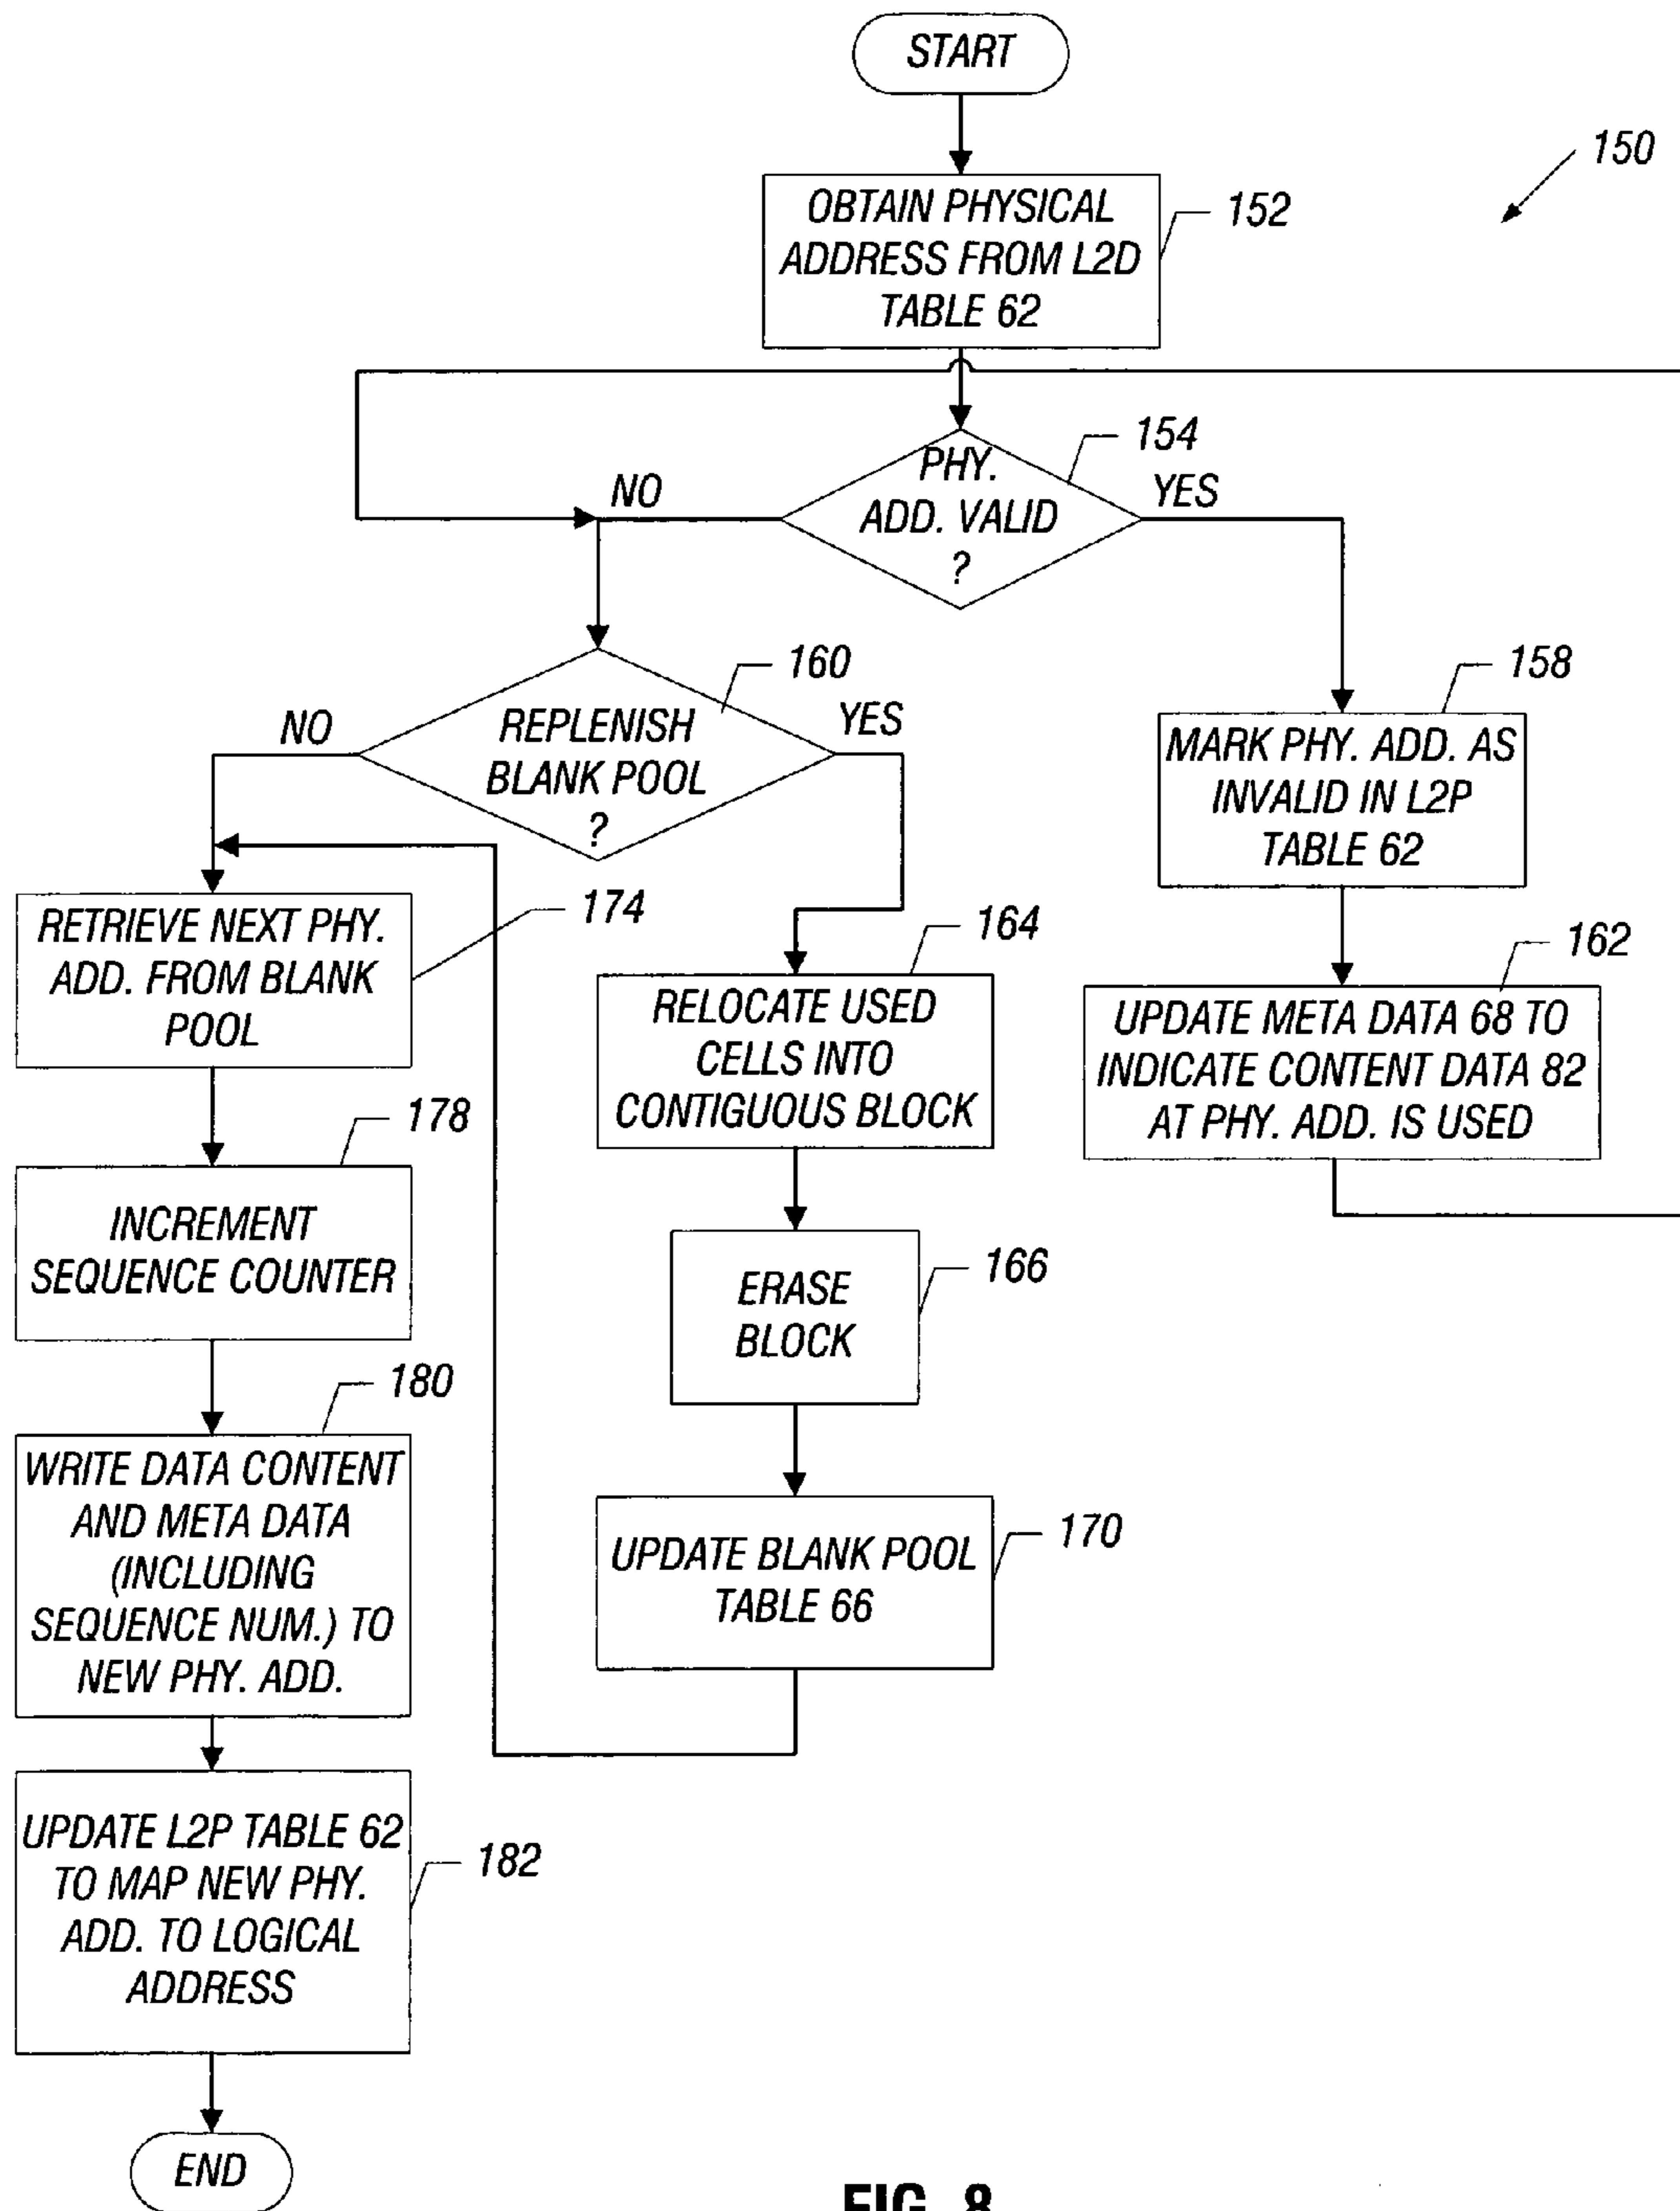 START
150
OBTAIN PHYSICAL
ADDRESS FROM L2D
TABLE 62
152
PHY.
ADD. VALID
?
154
NO
YES
REPLENISH
BLANK POOL
?
160
NO
YES
MARK PHY. ADD. AS
INVALID IN L2P
TABLE 62
158
RETRIEVE NEXT PHY.
ADD. FROM BLANK
POOL
174
RELOCATE USED
CELLS INTO
CONTIGUOUS BLOCK
164
UPDATE META DATA 68 TO
INDICATE CONTENT DATA 82
AT PHY. ADD. IS USED
162
INCREMENT
SEQUENCE COUNTER
178
ERASE
BLOCK
166
WRITE DATA CONTENT
AND META DATA
(INCLUDING
SEQUENCE NUM.) TO
NEW PHY. ADD.
180
UPDATE BLANK POOL
TABLE 66
170
UPDATE L2P TABLE 62
TO MAP NEW PHY.
ADD. TO LOGICAL
ADDRESS
182
END
FIG. 8